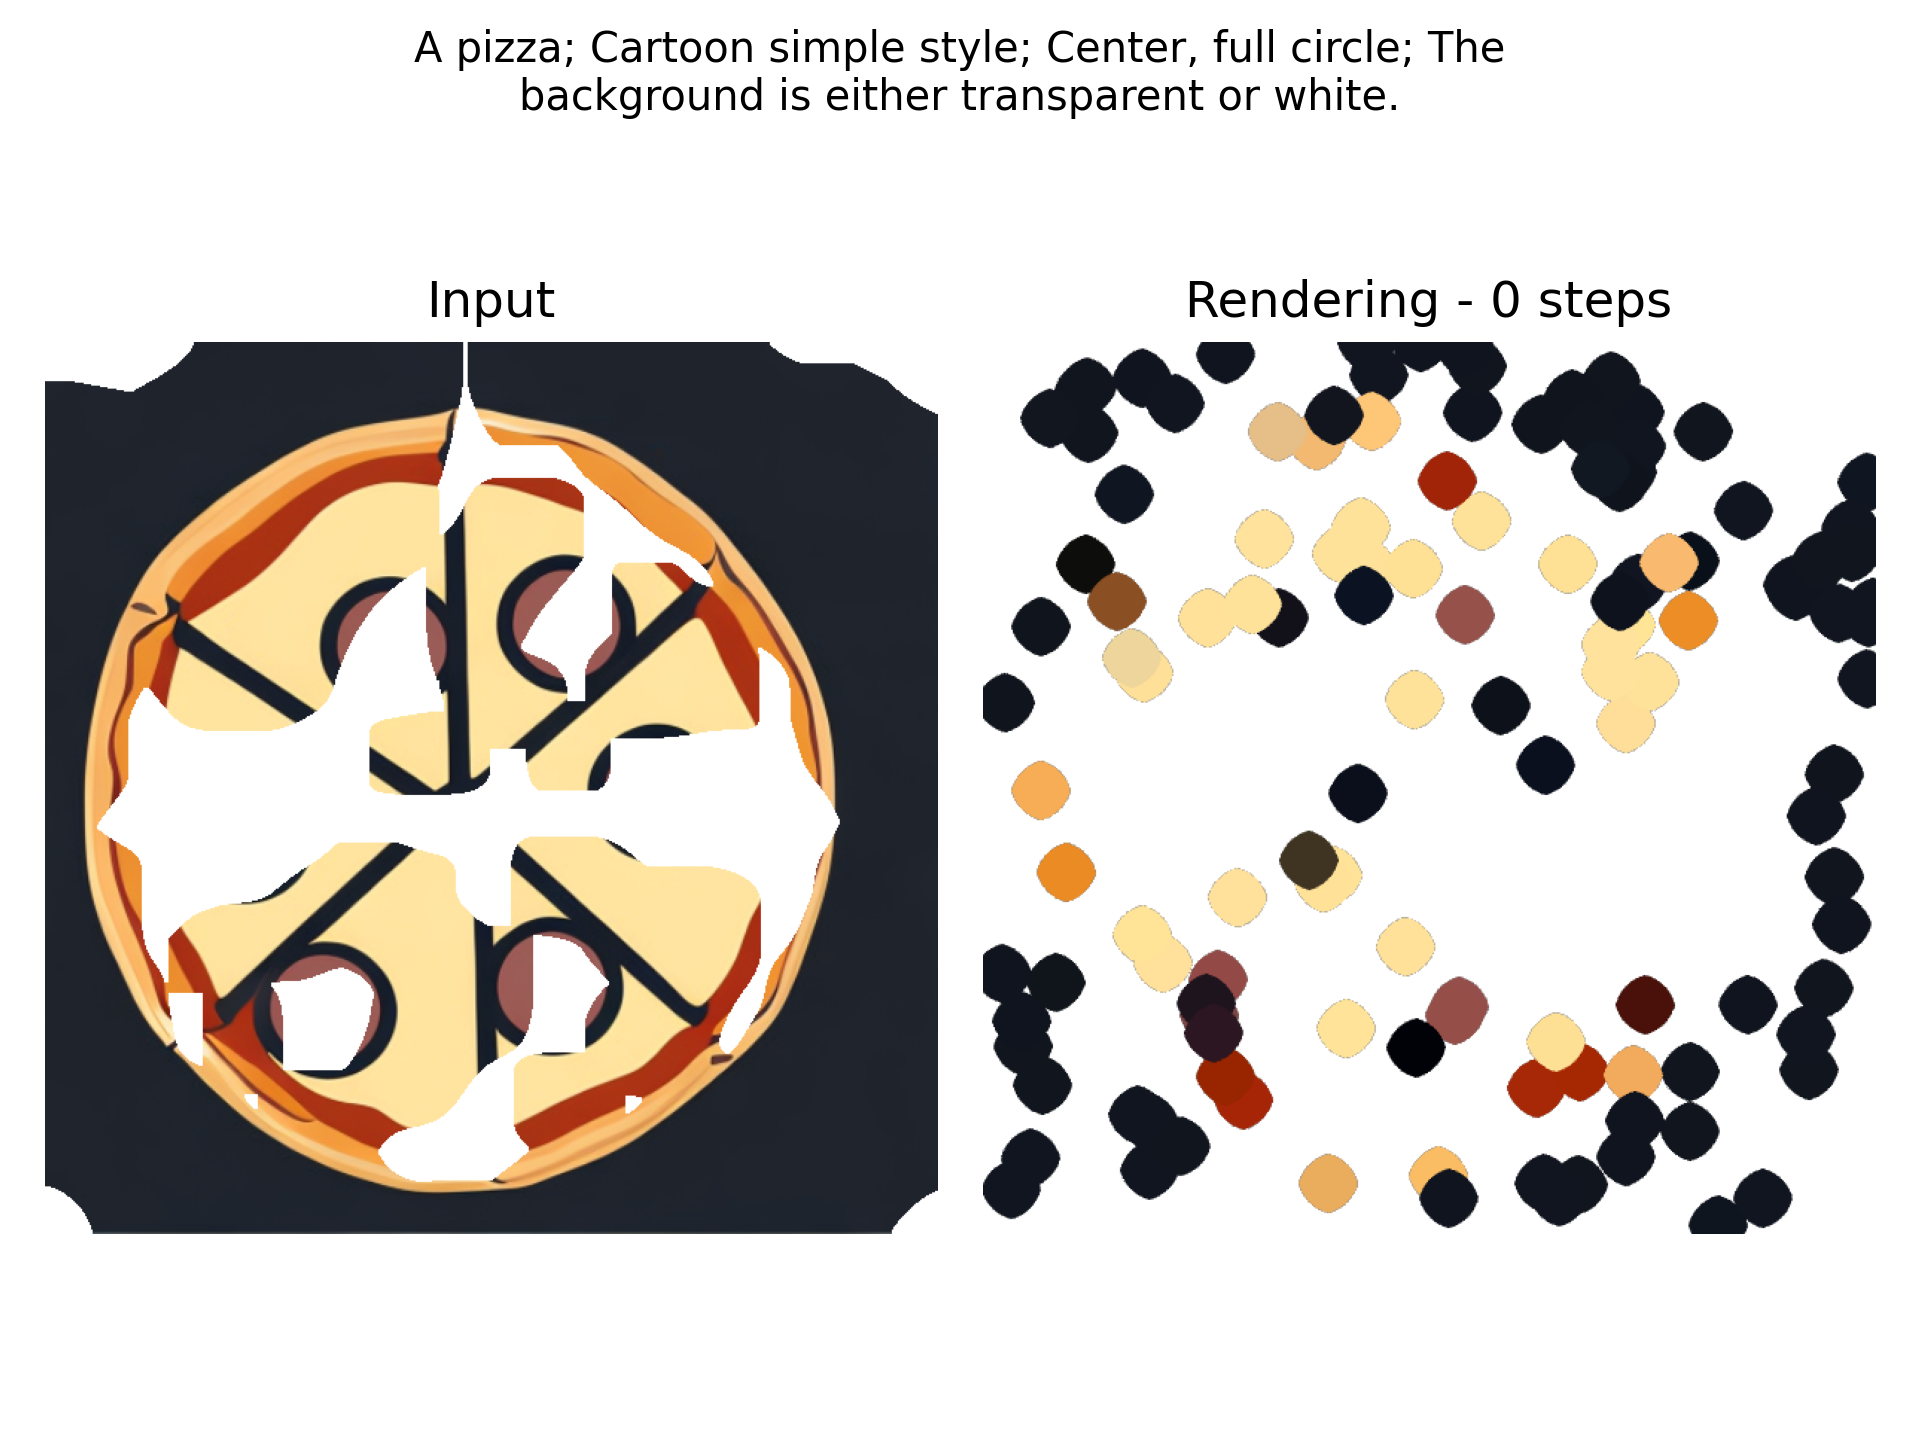 A pizza; Cartoon simple style; Center, full circle; The
background is either transparent or white.
Input
Rendering - 0 steps